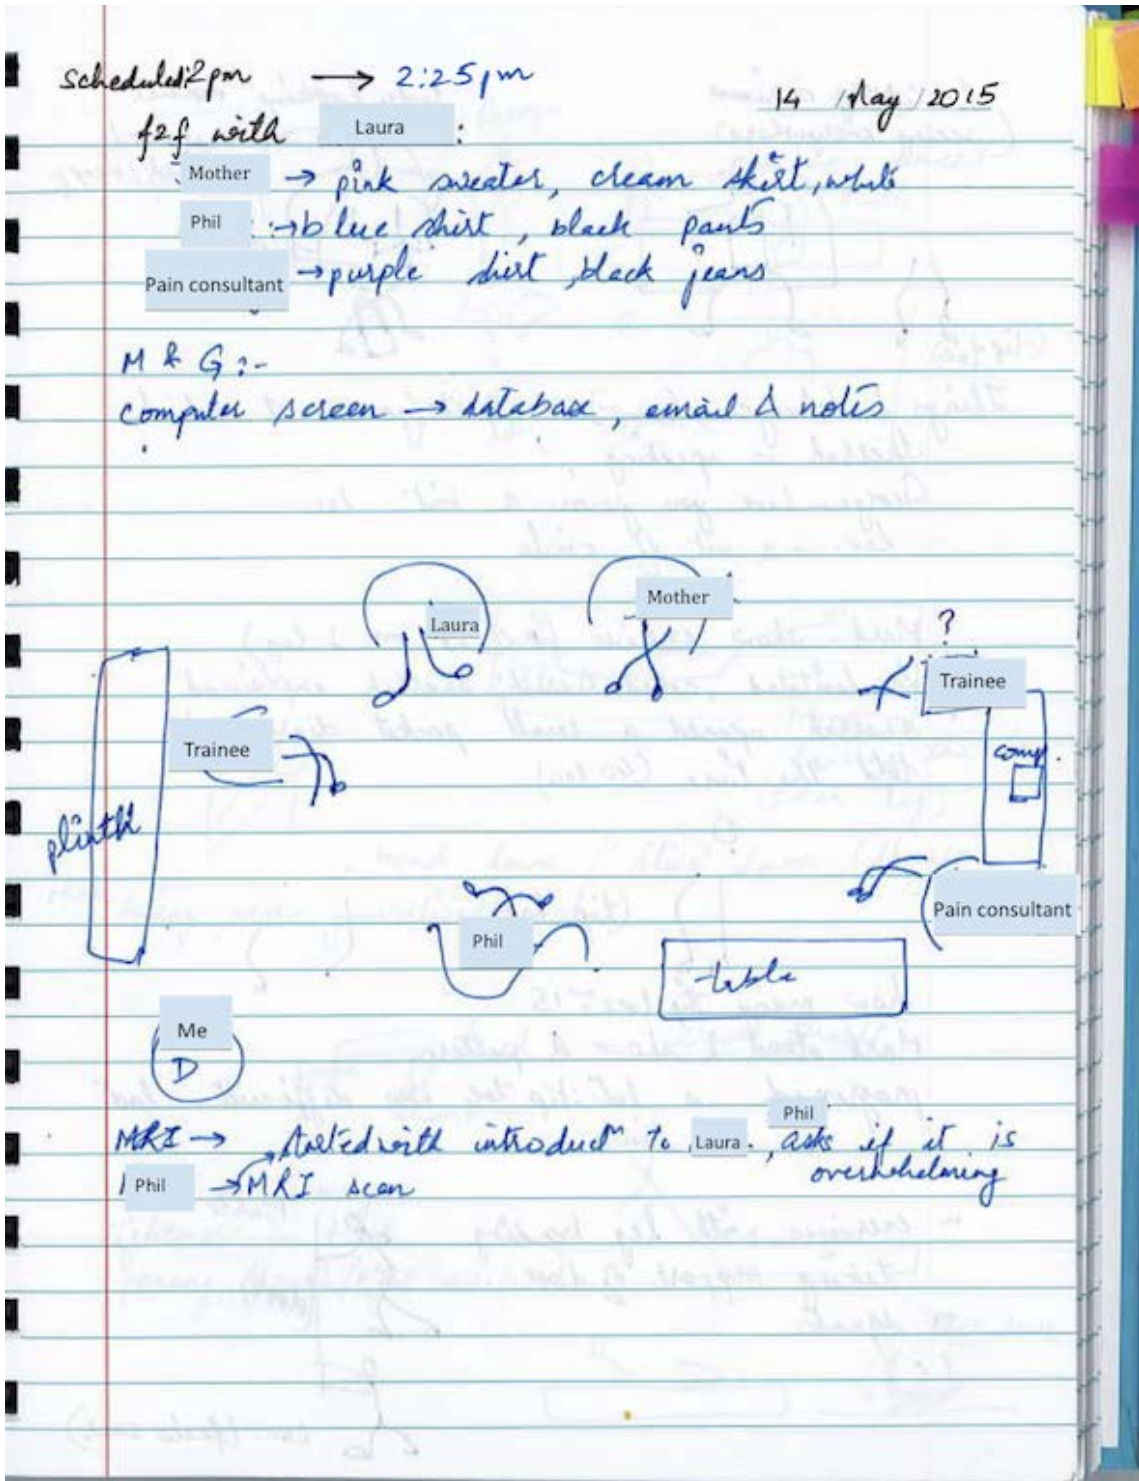 scheduled: 2pm → 2:25pm
14 / May / 2015
f2f with Laura :
Mother → pink sweater, cream skirt, white
Phil :→ blue shirt, black pants
Pain consultant → purple shirt, black jeans
M & G :-
computer screen → database, email & notes
Laura
Mother
?
Trainee
Trainee
comp
plinth
Pain consultant
Phil
table
Me
D
Phil
MRI → started with introductn to Laura, asks if it is
overwhelming
Phil → MRI scan